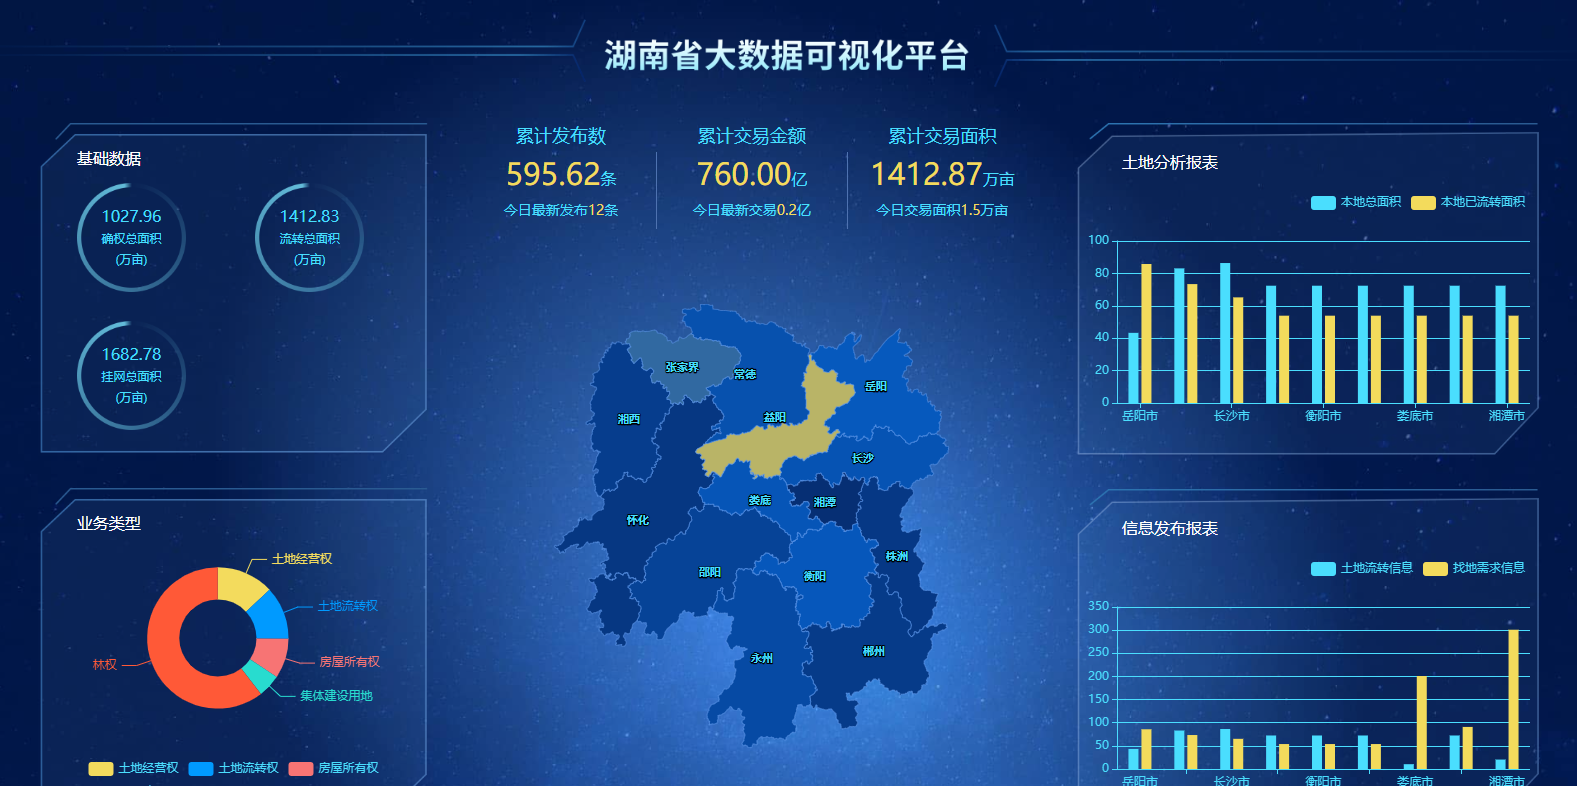 湖南省大数据可视化平台
基础数据
1027.96
确权总面积
(万亩)
1412.83
流转总面积
(万亩)
1682.78
挂网总面积
(万亩)
业务类型
土地经营权
土地流转权
房屋所有权
集体建设用地
林权
土地经营权 土地流转权 房屋所有权
累计发布数
595.62条
今日最新发布12条
累计交易金额
760.00亿
今日最新交易0.2亿
累计交易面积
1412.87万亩
今日交易面积1.5万亩
张家界
常德
岳阳
湘西
益阳
长沙
娄底
湘潭
怀化
株洲
邵阳
衡阳
永州
郴州
土地分析报表
本地总面积 本地已流转面积
100
80
60
40
20
0
岳阳市 长沙市 衡阳市 娄底市 湘潭市
信息发布报表
土地流转信息 找地需求信息
350
300
250
200
150
100
50
0
岳阳市 长沙市 衡阳市 娄底市 湘潭市